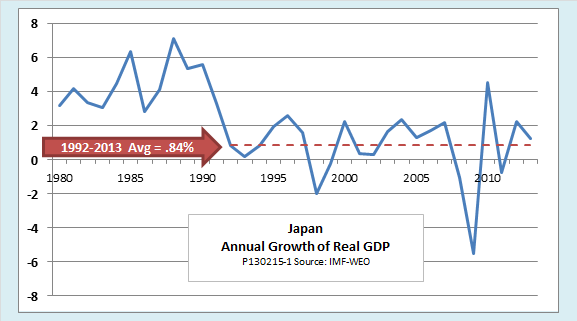 8
6
4
2
1992-2013 Avg = .84%
0
1980 1985 1990 1995 2000 2005 2010
-2
-4
-6
-8
Japan
Annual Growth of Real GDP
P130215-1 Source: IMF-WEO